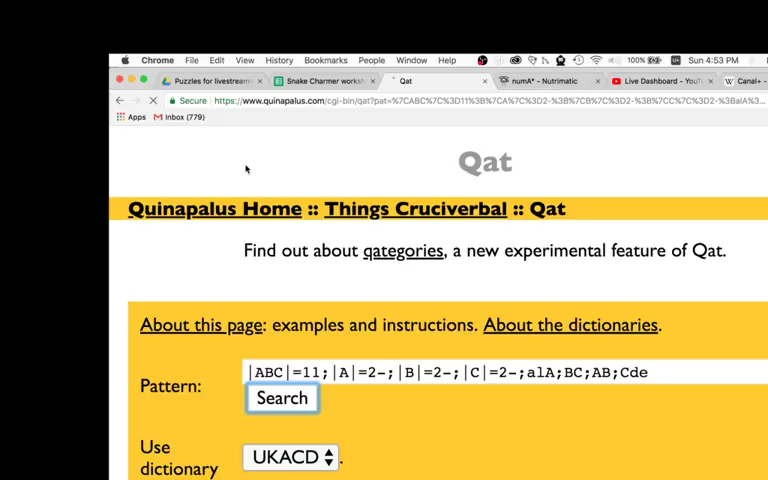 Chrome File Edit View History Bookmarks People Window Help 100% Sun 4:53 PM
Puzzles for livestream Snake Charmer worksh Qat numA* - Nutrimatic Live Dashboard - YouT Canal+ -
Secure https://www.quinapalus.com/cgi-bin/qat?pat=%7CABC%7C%3D11%3B%7CA%7C%3D2-%3B%7CB%7C%3D2-%3B%7CC%7C%3D2-%3BalA%3...
Apps Inbox (779)
Qat
Quinapalus Home :: Things Cruciverbal :: Qat
Find out about qategories, a new experimental feature of Qat.
About this page: examples and instructions. About the dictionaries.
Pattern: |ABC|=11;|A|=2-;|B|=2-;|C|=2-;alA;BC;AB;Cde
Search
Use dictionary UKACD .